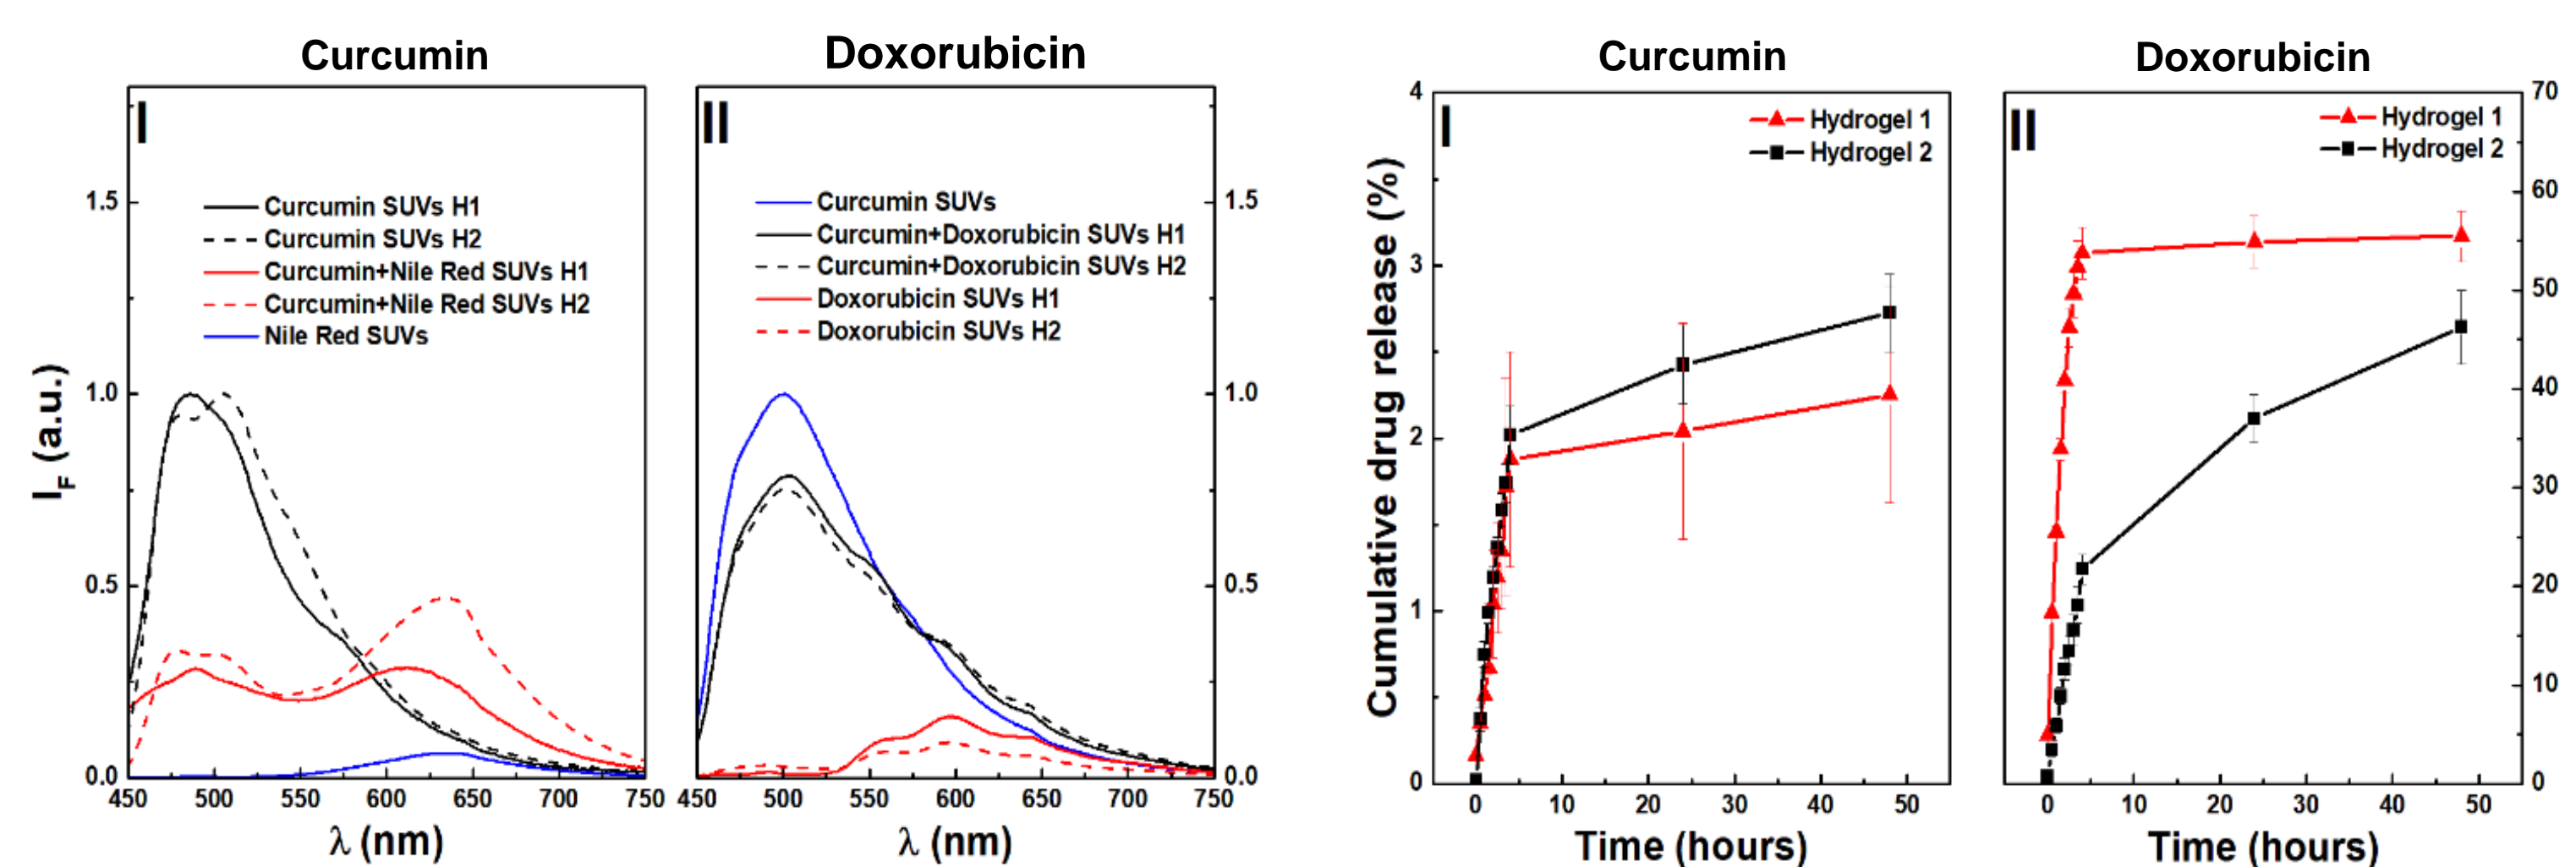 Curcumin
I
Curcumin SUVs H1
Curcumin SUVs H2
Curcumin+Nile Red SUVs H1
Curcumin+Nile Red SUVs H2
Nile Red SUVs
1.5
1.0
0.5
0.0
I_F (a.u.)
450 500 550 600 650 700 750
λ (nm)
Doxorubicin
II
Curcumin SUVs
Curcumin+Doxorubicin SUVs H1
Curcumin+Doxorubicin SUVs H2
Doxorubicin SUVs H1
Doxorubicin SUVs H2
1.5
1.0
0.5
0.0
450 500 550 600 650 700 750
λ (nm)
Curcumin
I
Hydrogel 1
Hydrogel 2
4
3
2
1
0
Cumulative drug release (%)
0 10 20 30 40 50
Time (hours)
Doxorubicin
II
Hydrogel 1
Hydrogel 2
70
60
50
40
30
20
10
0
0 10 20 30 40 50
Time (hours)